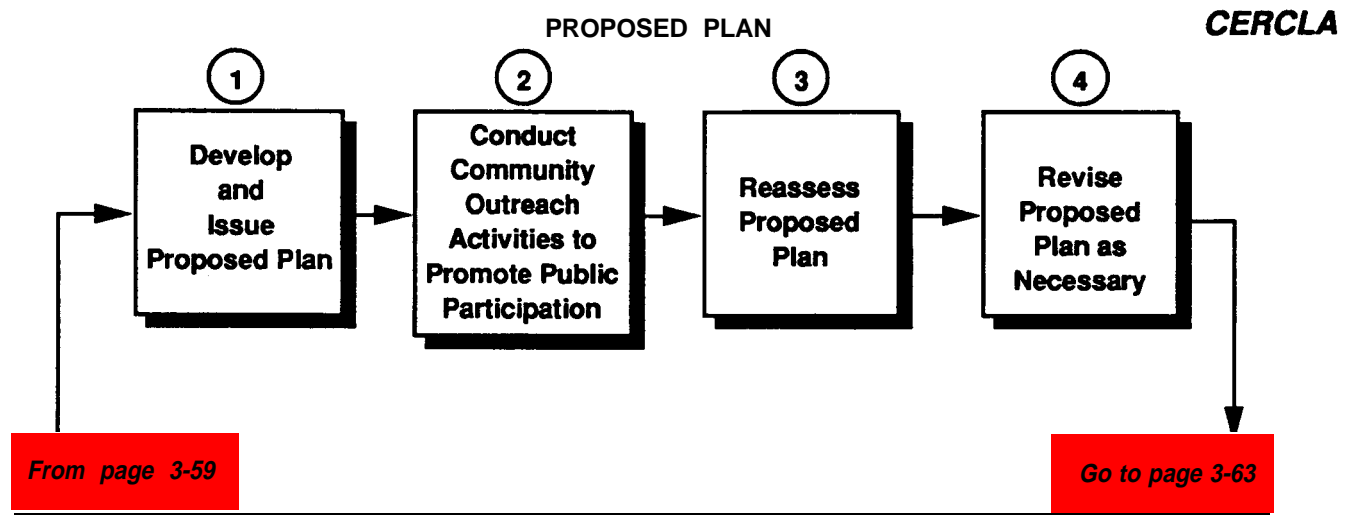 PROPOSED PLAN
CERCLA
1
Develop
and
Issue
Proposed Plan
2
Conduct
Community
Outreach
Activities to
Promote Public
Participation
3
Reassess
Proposed
Plan
4
Revise
Proposed
Plan as
Necessary
From page 3-59
Go to page 3-63